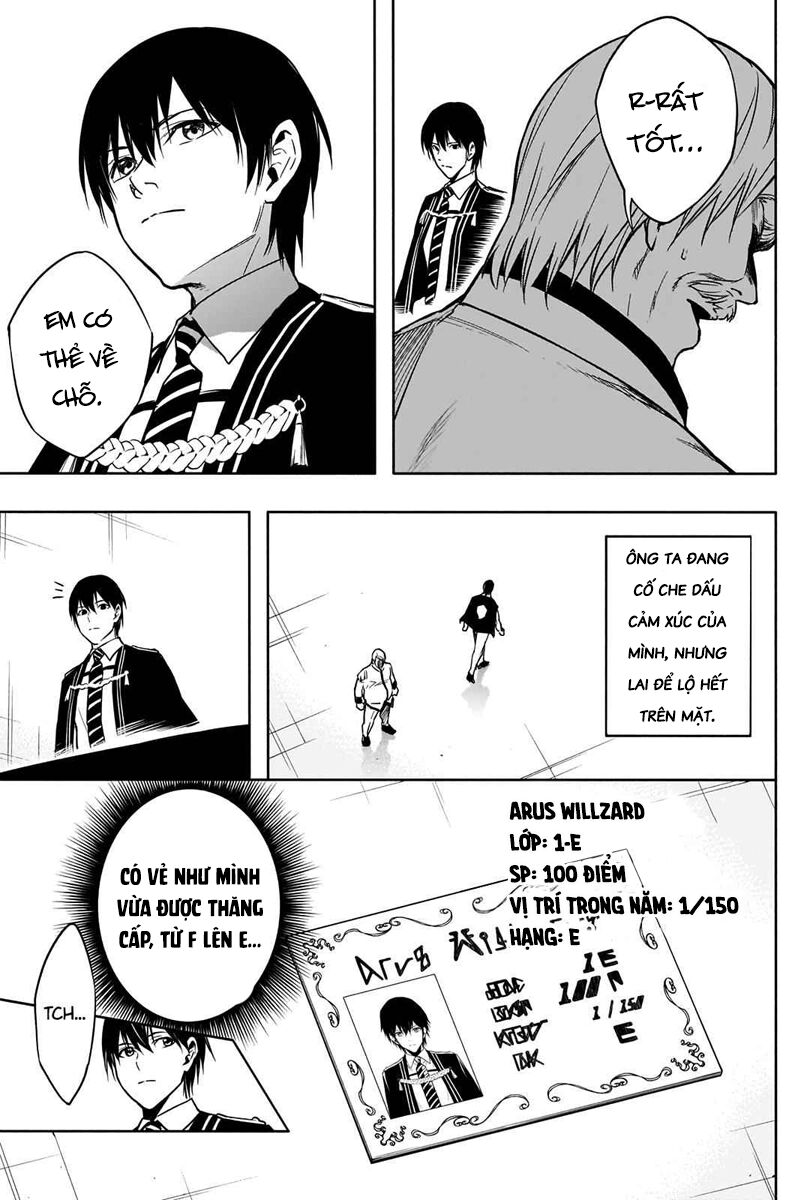 R-RẤT
TỐT...
EM CÓ
THỂ VỀ
CHỖ.
ÔNG TA ĐANG
CỐ CHE DẤU
CẢM XÚC CỦA
MÌNH, NHƯNG
LAI ĐỂ LỘ HẾT
TRÊN MẶT.
ARUS WILLZARD
LỚP: 1-E
SP: 100 ĐIỂM
VỊ TRÍ TRONG NĂM: 1/150
HẠNG: E
1 E
1 / 150
E
CÓ VẺ NHƯ MÌNH
VỪA ĐƯỢC THĂNG
CẤP, TỪ F LÊN E...
TCH...